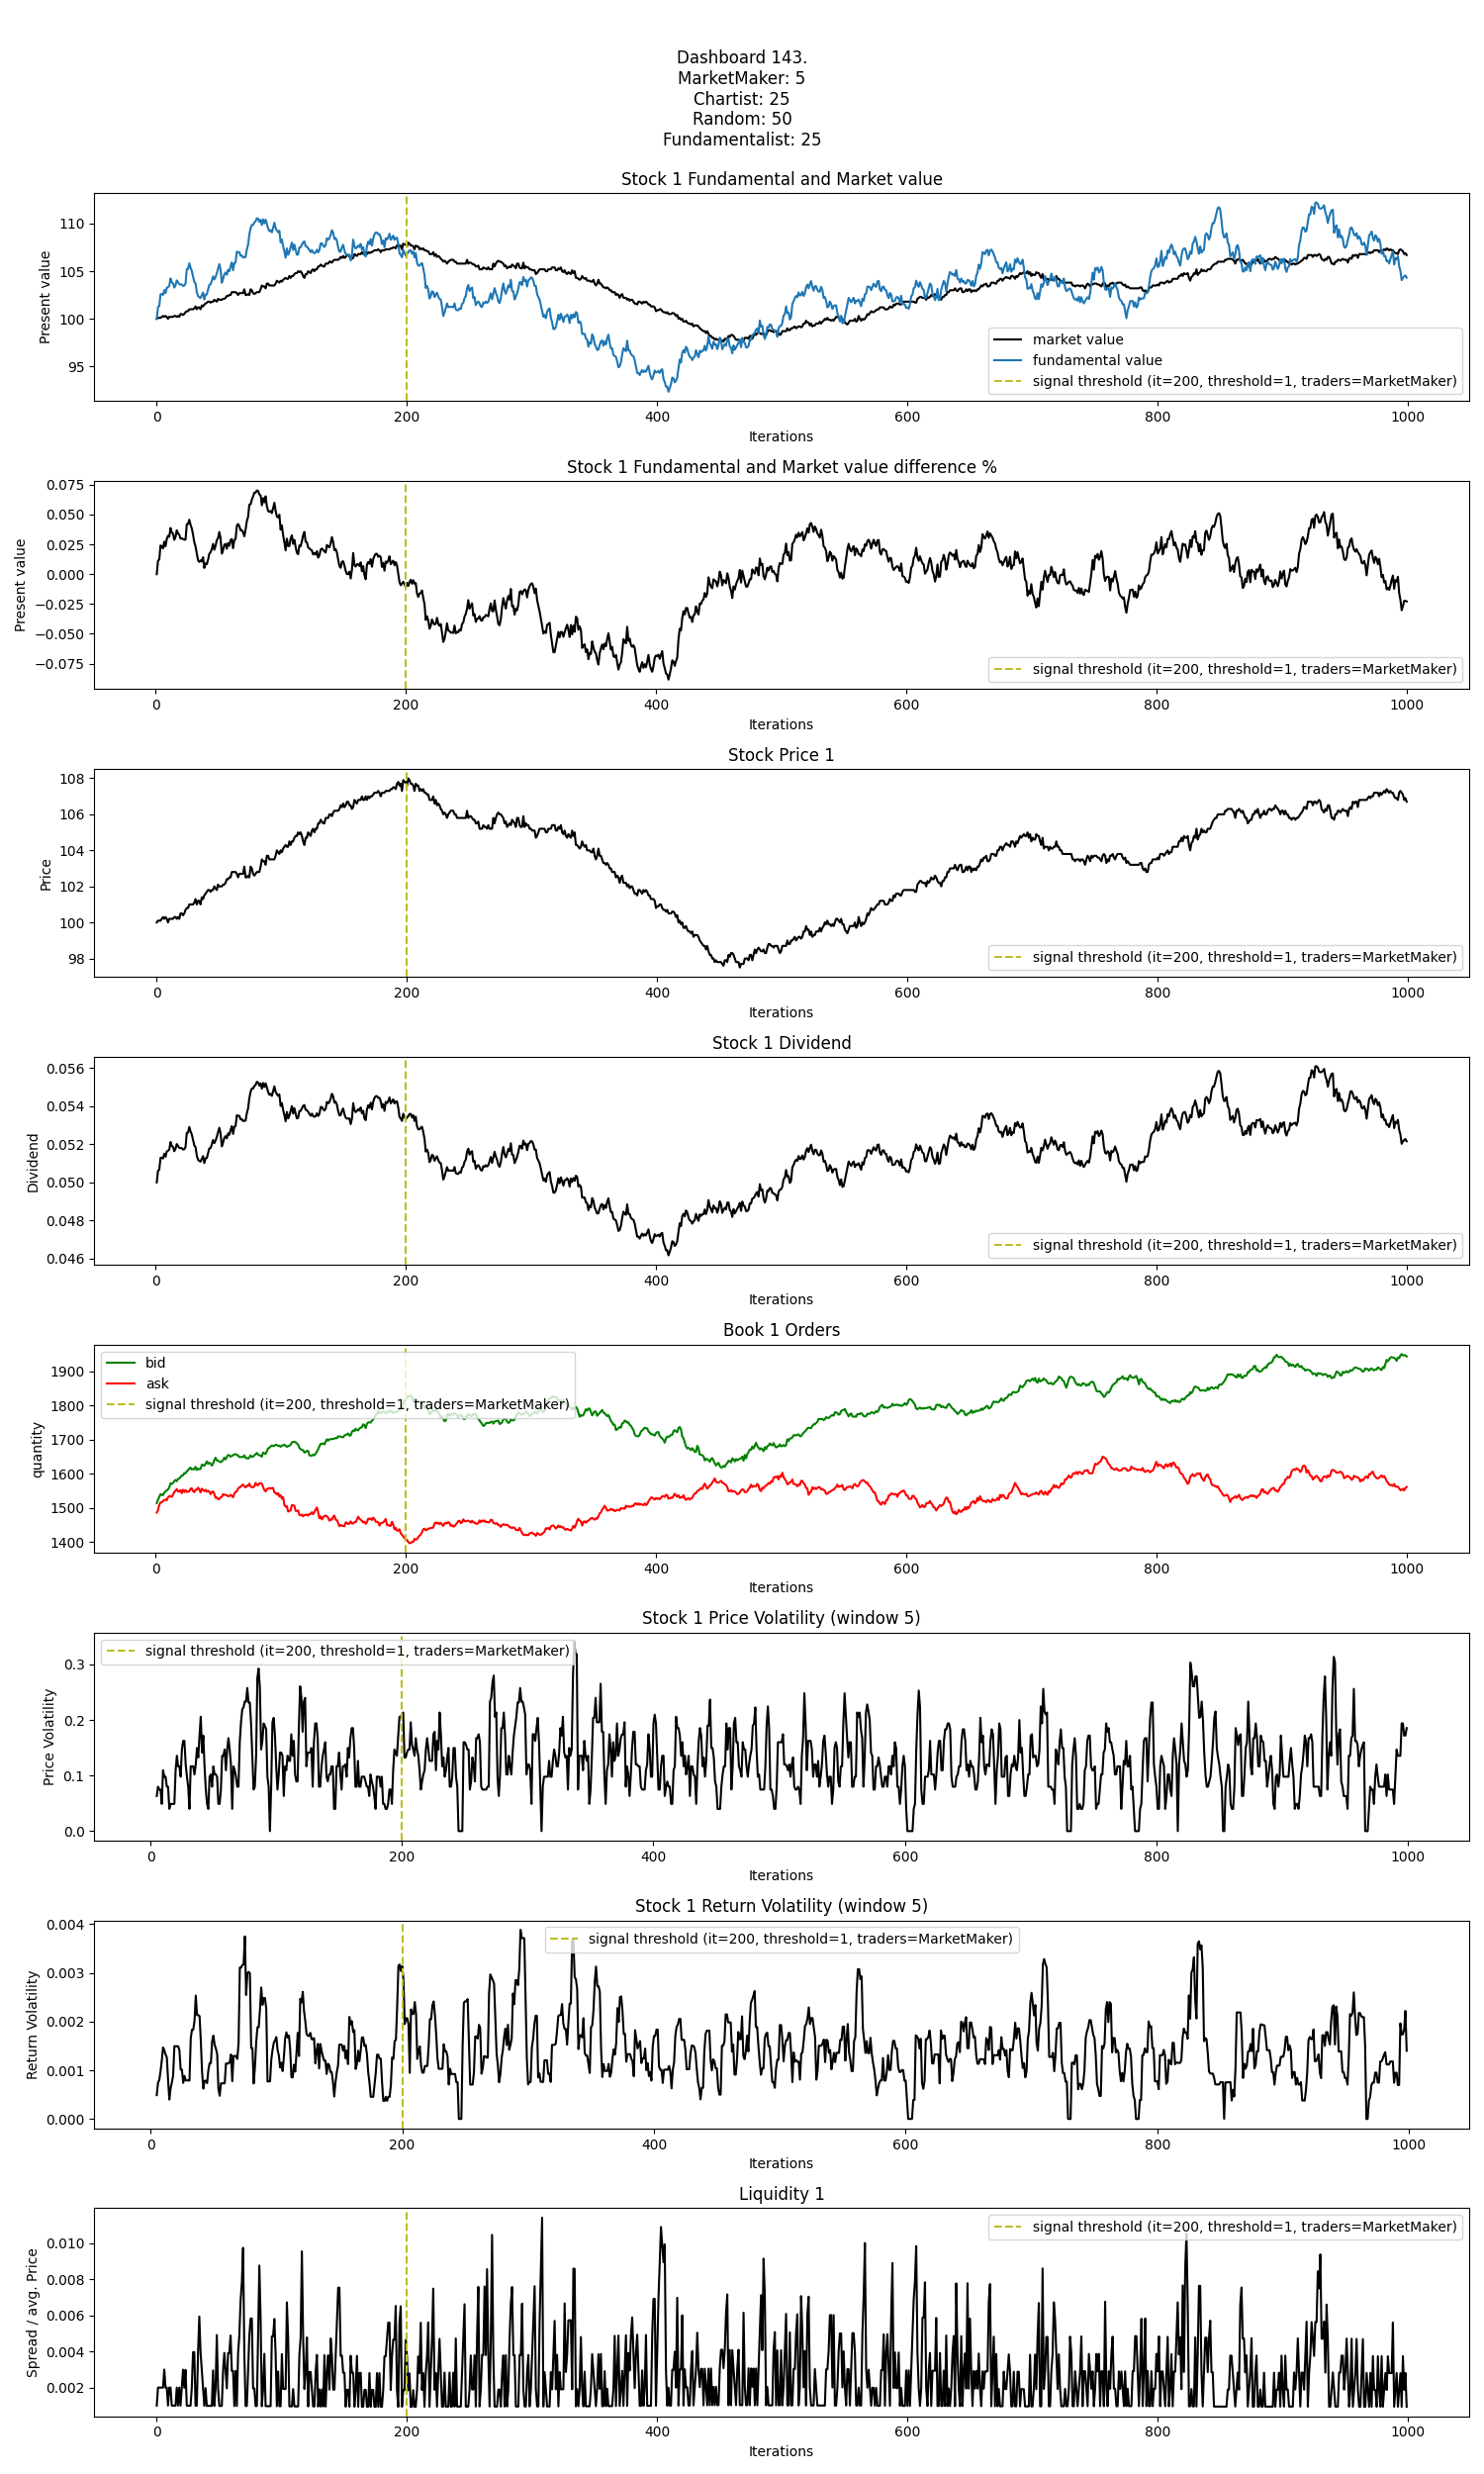 Dashboard 143.
MarketMaker: 5
Chartist: 25
Random: 50
Fundamentalist: 25
Stock 1 Fundamental and Market value
Present value
110
105
100
95
market value
fundamental value
signal threshold (it=200, threshold=1, traders=MarketMaker)
0 200 400 600 800 1000
Iterations
Stock 1 Fundamental and Market value difference %
Present value
0.075
0.050
0.025
0.000
−0.025
−0.050
−0.075
signal threshold (it=200, threshold=1, traders=MarketMaker)
0 200 400 600 800 1000
Iterations
Stock Price 1
Price
108
106
104
102
100
98
signal threshold (it=200, threshold=1, traders=MarketMaker)
0 200 400 600 800 1000
Iterations
Stock 1 Dividend
Dividend
0.056
0.054
0.052
0.050
0.048
0.046
signal threshold (it=200, threshold=1, traders=MarketMaker)
0 200 400 600 800 1000
Iterations
Book 1 Orders
quantity
1900
1800
1700
1600
1500
1400
bid
ask
signal threshold (it=200, threshold=1, traders=MarketMaker)
0 200 400 600 800 1000
Iterations
Stock 1 Price Volatility (window 5)
Price Volatility
0.3
0.2
0.1
0.0
signal threshold (it=200, threshold=1, traders=MarketMaker)
0 200 400 600 800 1000
Iterations
Stock 1 Return Volatility (window 5)
Return Volatility
0.004
0.003
0.002
0.001
0.000
signal threshold (it=200, threshold=1, traders=MarketMaker)
0 200 400 600 800 1000
Iterations
Liquidity 1
Spread / avg. Price
0.010
0.008
0.006
0.004
0.002
signal threshold (it=200, threshold=1, traders=MarketMaker)
0 200 400 600 800 1000
Iterations